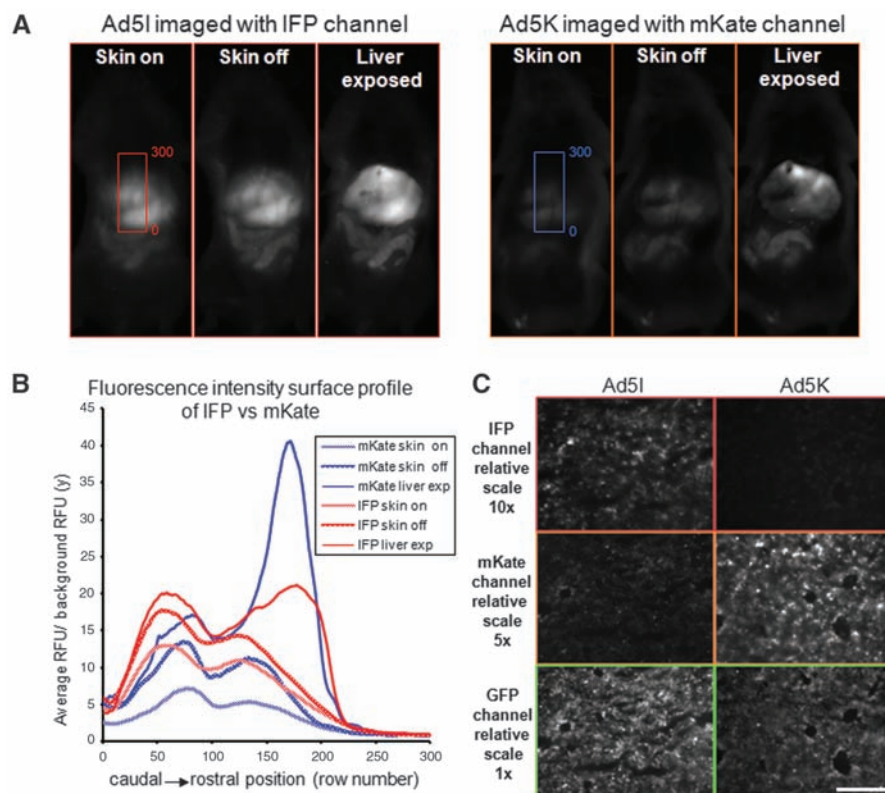 A
Ad5I imaged with IFP channel
Ad5K imaged with mKate channel
Skin on
Skin off
Liver
exposed
300
0
Skin on
Skin off
Liver
exposed
300
0
B
Fluorescence intensity surface profile
of IFP vs mKate
45
40
35
30
25
20
15
10
5
0
Average RFU/ background RFU (y)
mKate skin on
mKate skin off
mKate liver exp
IFP skin on
IFP skin off
IFP liver exp
0
50
100
150
200
250
300
caudal → rostral position (row number)
C
Ad5I
Ad5K
IFP
channel
relative
scale
10x
mKate
channel
relative
scale
5x
GFP
channel
relative
scale
1x